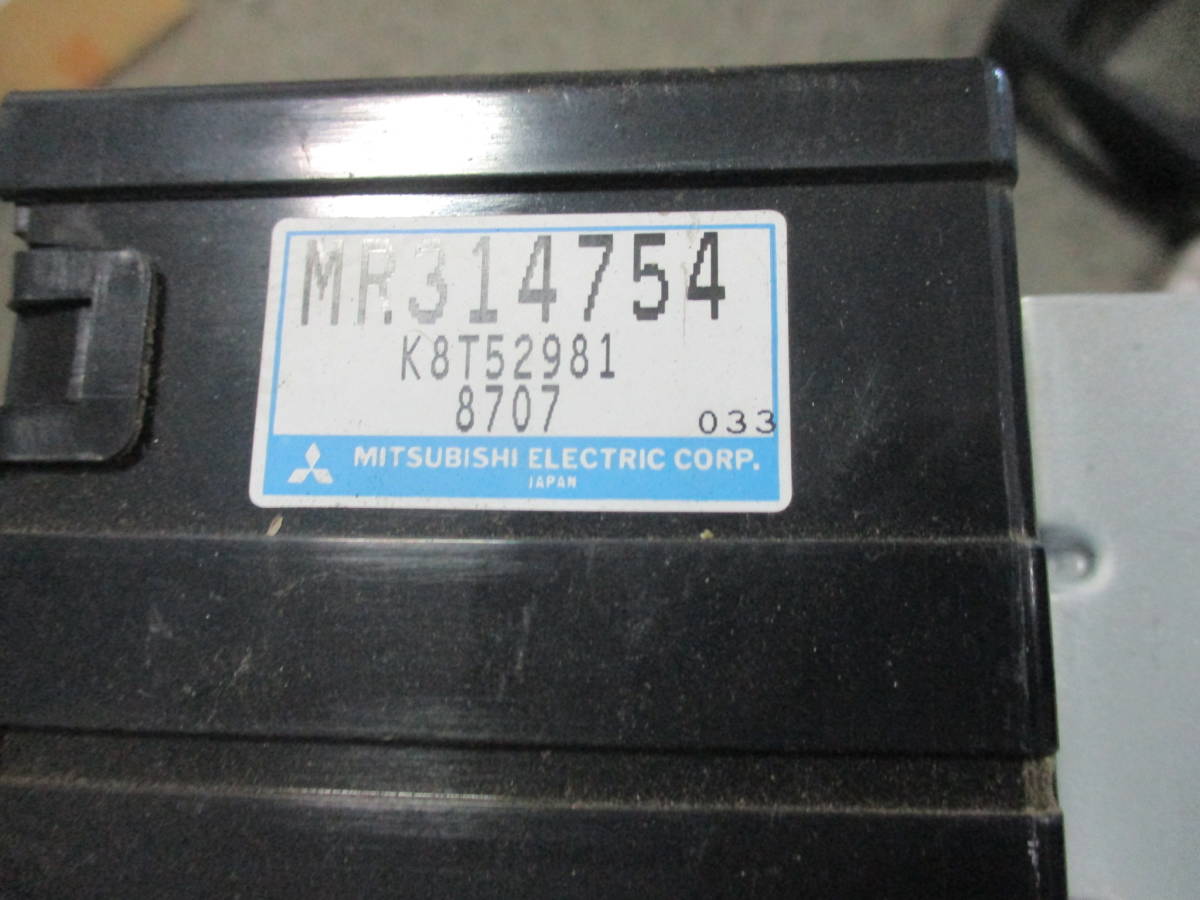 MR314754
K8T52981
8707
033
MITSUBISHI ELECTRIC CORP.
JAPAN